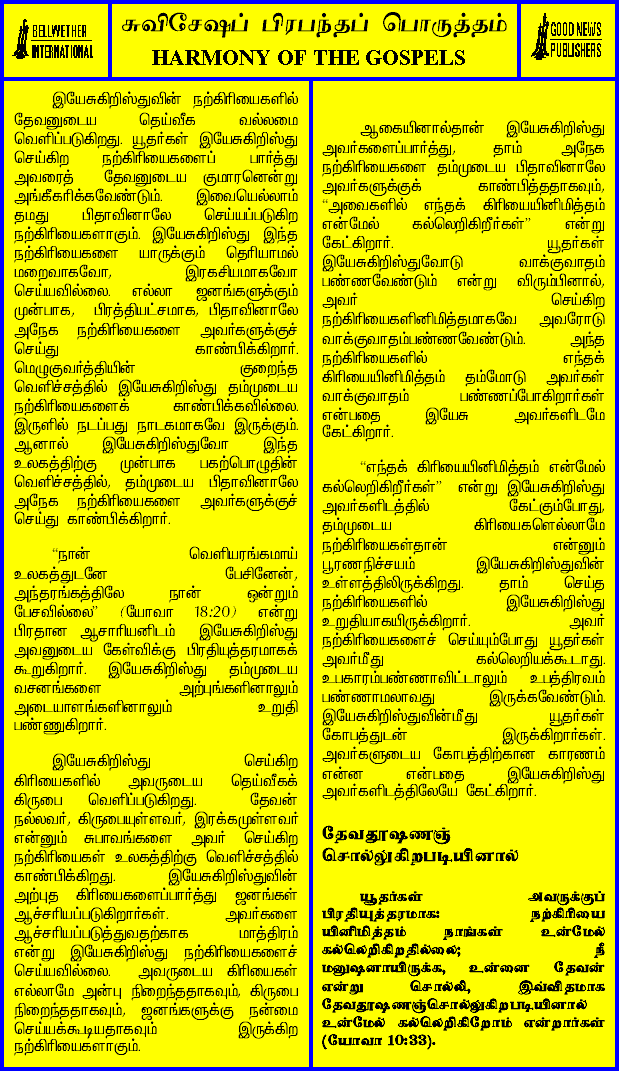 BELLWETHER
INTERNATIONAL
சுவிசேஷப் பிரபந்தப் பொருத்தம்
HARMONY OF THE GOSPELS
GOOD NEWS
PUBLISHERS
இயேசுகிறிஸ்துவின் நற்கிரியைகளில்
தேவனுடைய தெய்வீக வல்லமை
வெளிப்படுகிறது. யூதர்கள் இயேசுகிறிஸ்து
செய்கிற நற்கிரியைகளைப் பார்த்து
அவரைத் தேவனுடைய குமாரனென்று
அங்கீகரிக்கவேண்டும். இவையெல்லாம்
தமது பிதாவினாலே செய்யப்படுகிற
நற்கிரியைகளாகும். இயேசுகிறிஸ்து இந்த
நற்கிரியைகளை யாருக்கும் தெரியாமல்
மறைவாகவோ, இரகசியமாகவோ
செய்யவில்லை. எல்லா ஜனங்களுக்கும்
முன்பாக, பிரத்தியட்சமாக, பிதாவினாலே
அநேக நற்கிரியைகளை அவர்களுக்குச்
செய்து காண்பிக்கிறார்.
மெழுகுவர்த்தியின் குறைந்த
வெளிச்சத்தில் இயேசுகிறிஸ்து தம்முடைய
நற்கிரியைகளைக் காண்பிக்கவில்லை.
இருளில் நடப்பது நாடகமாகவே இருக்கும்.
ஆனால் இயேசுகிறிஸ்துவோ இந்த
உலகத்திற்கு முன்பாக பகற்பொழுதின்
வெளிச்சத்தில், தம்முடைய பிதாவினாலே
அநேக நற்கிரியைகளை அவர்களுக்குச்
செய்து காண்பிக்கிறார்.
“நான் வெளியரங்கமாய்
உலகத்துடனே பேசினேன்,
அந்தரங்கத்திலே நான் ஒன்றும்
பேசவில்லை” (யோவா 18:20) என்று
பிரதான ஆசாரியனிடம் இயேசுகிறிஸ்து
அவனுடைய கேள்விக்கு பிரதியுத்தரமாகக்
கூறுகிறார். இயேசுகிறிஸ்து தம்முடைய
வசனங்களை அற்புங்களினாலும்
அடையாளங்களினாலும் உறுதி
பண்ணுகிறார்.
இயேசுகிறிஸ்து செய்கிற
கிரியைகளில் அவருடைய தெய்வீகக்
கிருபை வெளிப்படுகிறது. தேவன்
நல்லவர், கிருபையுள்ளவர், இரக்கமுள்ளவர்
என்னும் சுபாவங்களை அவர் செய்கிற
நற்கிரியைகள் உலகத்திற்கு வெளிச்சத்தில்
காண்பிக்கிறது. இயேசுகிறிஸ்துவின்
அற்புத கிரியைகளைப்பார்த்து ஜனங்கள்
ஆச்சரியப்படுகிறார்கள். அவர்களை
ஆச்சரியப்படுத்துவதற்காக மாத்திரம்
என்று இயேசுகிறிஸ்து நற்கிரியைகளைச்
செய்யவில்லை. அவருடைய கிரியைகள்
எல்லாமே அன்பு நிறைந்ததாகவும், கிருபை
நிறைந்ததாகவும், ஜனங்களுக்கு நன்மை
செய்யக்கூடியதாகவும் இருக்கிற
நற்கிரியைகளாகும்.
ஆகையினால்தான் இயேசுகிறிஸ்து
அவர்களைப்பார்த்து, தாம் அநேக
நற்கிரியைகளை தம்முடைய பிதாவினாலே
அவர்களுக்குக் காண்பித்ததாகவும்,
“அவைகளில் எந்தக் கிரியையினிமித்தம்
என்மேல் கல்லெறிகிறீர்கள்” என்று
கேட்கிறார். யூதர்கள்
இயேசுகிறிஸ்துவோடு வாக்குவாதம்
பண்ணவேண்டும் என்று விரும்பினால்,
அவர் செய்கிற
நற்கிரியைகளினிமித்தமாகவே அவரோடு
வாக்குவாதம்பண்ணவேண்டும். அந்த
நற்கிரியைகளில் எந்தக்
கிரியையினிமித்தம் தம்மோடு அவர்கள்
வாக்குவாதம் பண்ணப்போகிறார்கள்
என்பதை இயேசு அவர்களிடமே
கேட்கிறார்.
“எந்தக் கிரியையினிமித்தம் என்மேல்
கல்லெறிகிறீர்கள்” என்று இயேசுகிறிஸ்து
அவர்களிடத்தில் கேட்கும்போது,
தம்முடைய கிரியைகளெல்லாமே
நற்கிரியைகள்தான் என்னும்
பூரணநிச்சயம் இயேசுகிறிஸ்துவின்
உள்ளத்திலிருக்கிறது. தாம் செய்த
நற்கிரியைகளில் இயேசுகிறிஸ்து
உறுதியாகயிருக்கிறார். அவர்
நற்கிரியைகளைச் செய்யும்போது யூதர்கள்
அவர்மீது கல்லெறியக்கூடாது.
உபகாரம்பண்ணாவிட்டாலும் உபத்திரவம்
பண்ணாமலாவது இருக்கவேண்டும்.
இயேசுகிறிஸ்துவின்மீது யூதர்கள்
கோபத்துடன் இருக்கிறார்கள்.
அவர்களுடைய கோபத்திற்கான காரணம்
என்ன என்பதை இயேசுகிறிஸ்து
அவர்களிடத்திலேயே கேட்கிறார்.
தேவதூஷணஞ்
சொல்லுகிறபடியினால்
யூதர்கள் அவருக்குப்
பிரதியுத்தரமாக: நற்கிரியை
யினிமித்தம் நாங்கள் உன்மேல்
கல்லெறிகிறதில்லை; நீ
மனுஷனாயிருக்க, உன்னை தேவன்
என்று சொல்லி, இவ்விதமாக
தேவதூஷணஞ்சொல்லுகிறபடியினால்
உன்மேல் கல்லெறிகிறோம் என்றார்கள்
(யோவா 10:33).